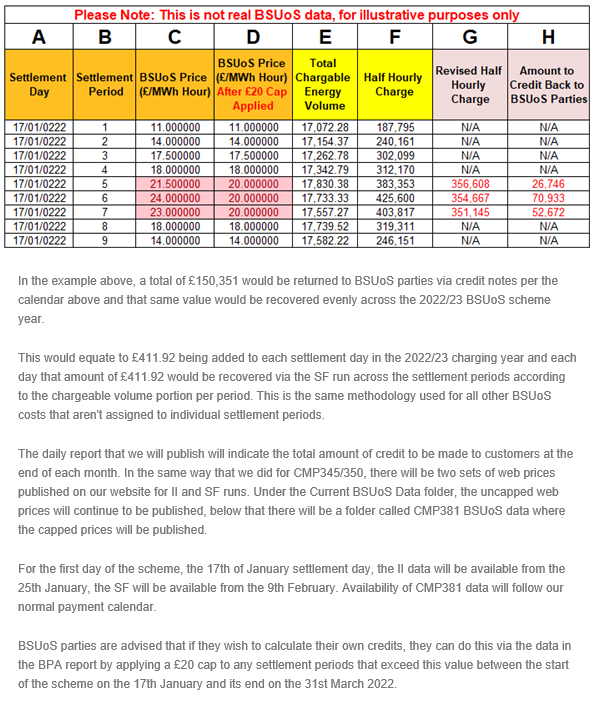 Please Note: This is not real BSUoS data, for illustrative purposes only
A B C D E F G H
Settlement Day Settlement Period BSUoS Price (£/MWh Hour) BSUoS Price (£/MWh Hour) After £20 Cap Applied Total Chargeable Energy Volume Half Hourly Charge Revised Half Hourly Charge Amount to Credit Back to BSUoS Parties
17/01/0222 1 11.000000 11.000000 17,072.28 187,795 N/A N/A
17/01/0222 2 14.000000 14.000000 17,154.37 240,161 N/A N/A
17/01/0222 3 17.500000 17.500000 17,262.78 302,099 N/A N/A
17/01/0222 4 18.000000 18.000000 17,342.79 312,170 N/A N/A
17/01/0222 5 21.500000 20.000000 17,830.38 383,353 356,608 26,746
17/01/0222 6 24.000000 20.000000 17,733.33 425,600 354,667 70,933
17/01/0222 7 23.000000 20.000000 17,557.27 403,817 351,145 52,672
17/01/0222 8 18.000000 18.000000 17,739.52 319,311 N/A N/A
17/01/0222 9 14.000000 14.000000 17,582.22 246,151 N/A N/A
In the example above, a total of £150,351 would be returned to BSUoS parties via credit notes per the
calendar above and that same value would be recovered evenly across the 2022/23 BSUoS scheme
year.
This would equate to £411.92 being added to each settlement day in the 2022/23 charging year and each
day that amount of £411.92 would be recovered via the SF run across the settlement periods according
to the chargeable volume portion per period. This is the same methodology used for all other BSUoS
costs that aren't assigned to individual settlement periods.
The daily report that we will publish will indicate the total amount of credit to be made to customers at the
end of each month. In the same way that we did for CMP345/350, there will be two sets of web prices
published on our website for II and SF runs. Under the Current BSUoS Data folder, the uncapped web
prices will continue to be published, below that there will be a folder called CMP381 BSUoS data where
the capped prices will be published.
For the first day of the scheme, the 17th of January settlement day, the II data will be available from the
25th January, the SF will be available from the 9th February. Availability of CMP381 data will follow our
normal payment calendar.
BSUoS parties are advised that if they wish to calculate their own credits, they can do this via the data in
the BPA report by applying a £20 cap to any settlement periods that exceed this value between the start
of the scheme on the 17th January and its end on the 31st March 2022.